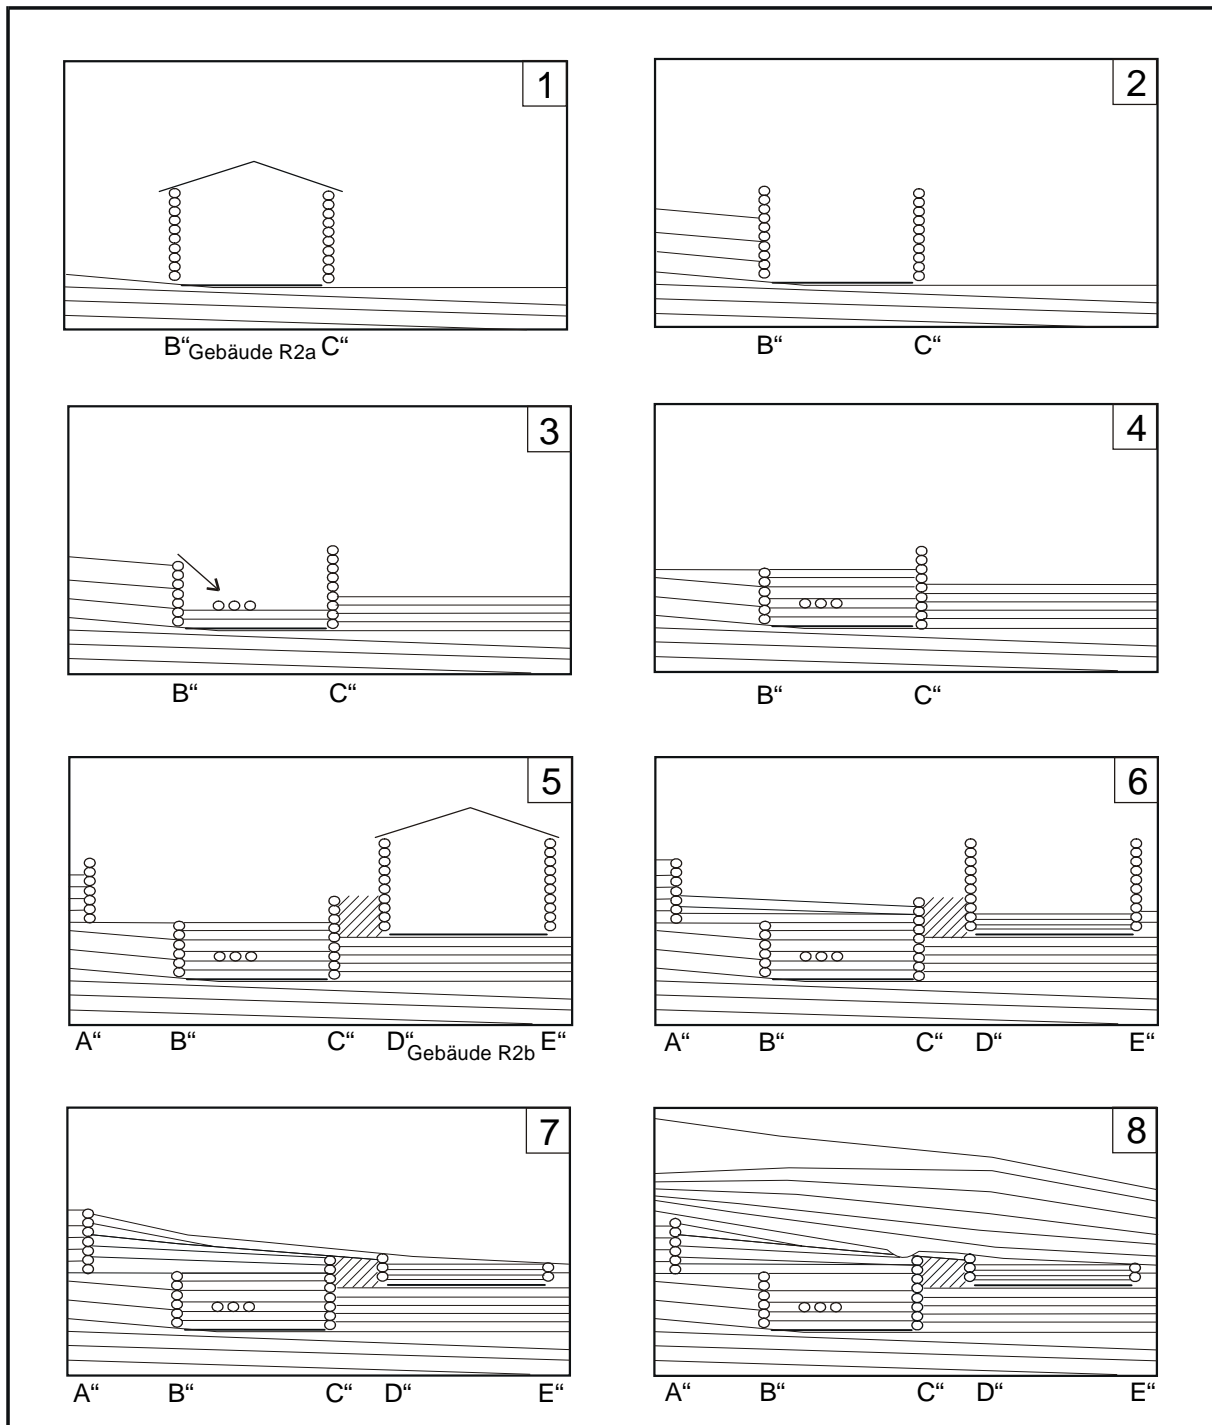 1
B“ Gebäude R2a C“
2
B“ C“
3
B“ C“
4
B“ C“
5
A“ B“ C“ D“ Gebäude R2b E“
6
A“ B“ C“ D“ E“
7
A“ B“ C“ D“ E“
8
A“ B“ C“ D“ E“